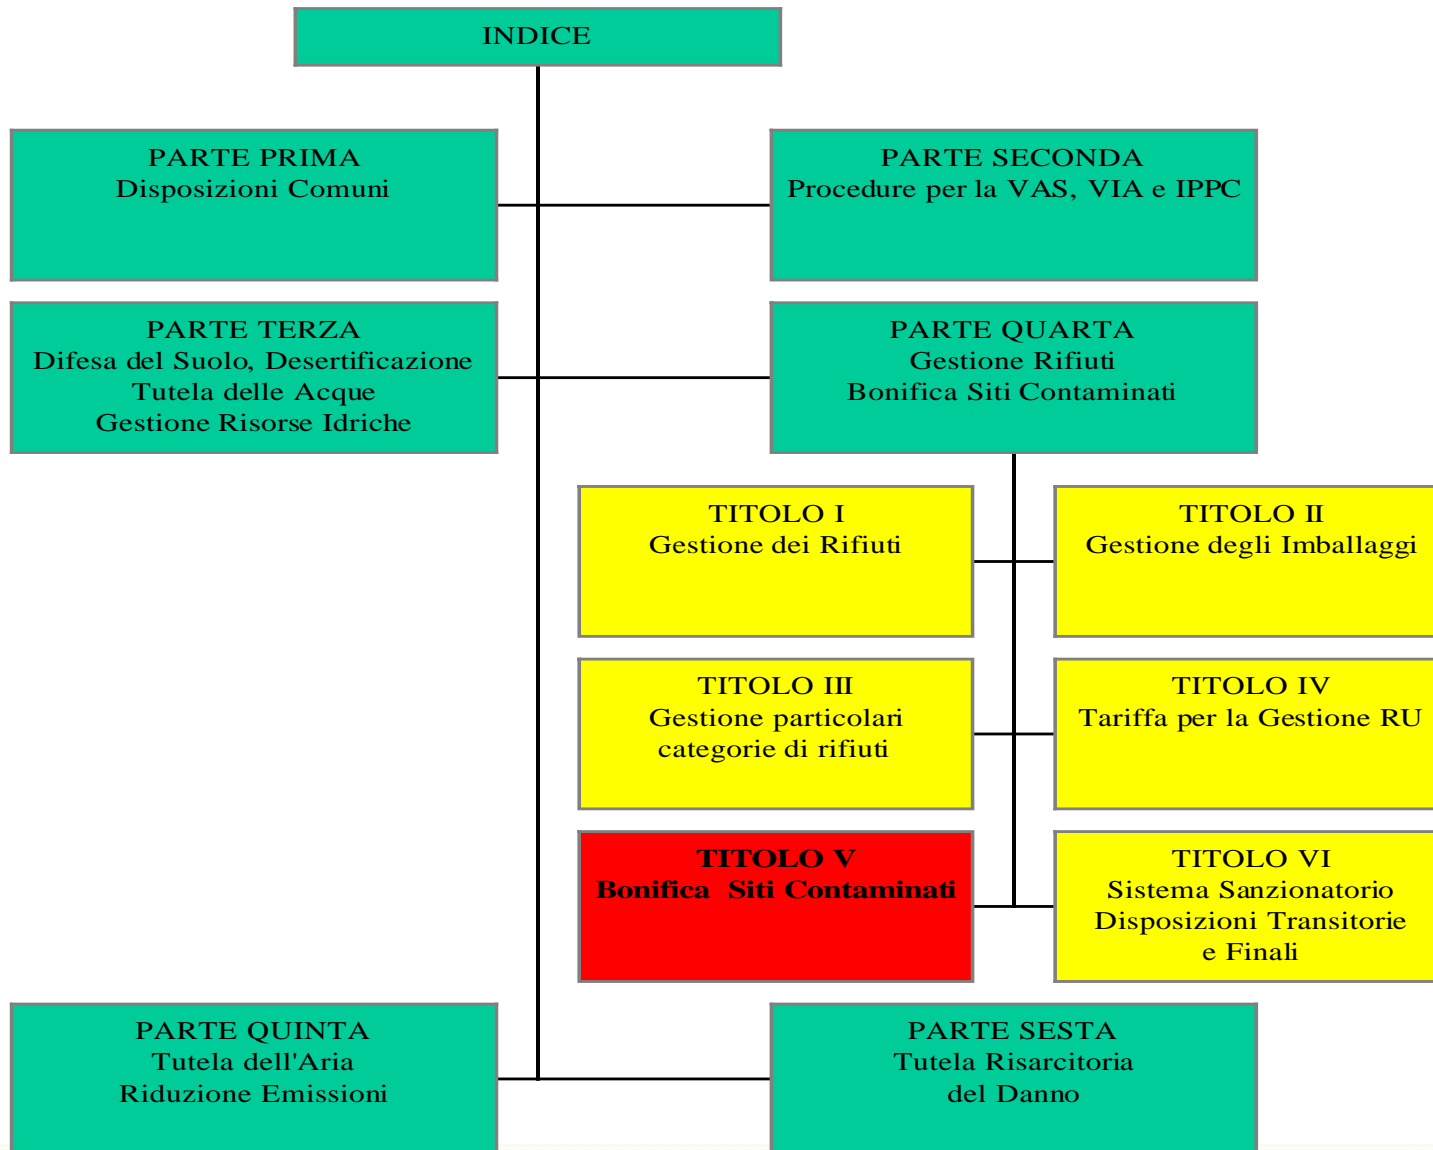 INDICE
PARTE PRIMA
Disposizioni Comuni
PARTE SECONDA
Procedure per la VAS, VIA e IPPC
PARTE TERZA
Difesa del Suolo, Desertificazione
Tutela delle Acque
Gestione Risorse Idriche
PARTE QUARTA
Gestione Rifiuti
Bonifica Siti Contaminati
TITOLO I
Gestione dei Rifiuti
TITOLO II
Gestione degli Imballaggi
TITOLO III
Gestione particolari
categorie di rifiuti
TITOLO IV
Tariffa per la Gestione RU
TITOLO V
Bonifica Siti Contaminati
TITOLO VI
Sistema Sanzionatorio
Disposizioni Transitorie
e Finali
PARTE QUINTA
Tutela dell'Aria
Riduzione Emissioni
PARTE SESTA
Tutela Risarcitoria
del Danno